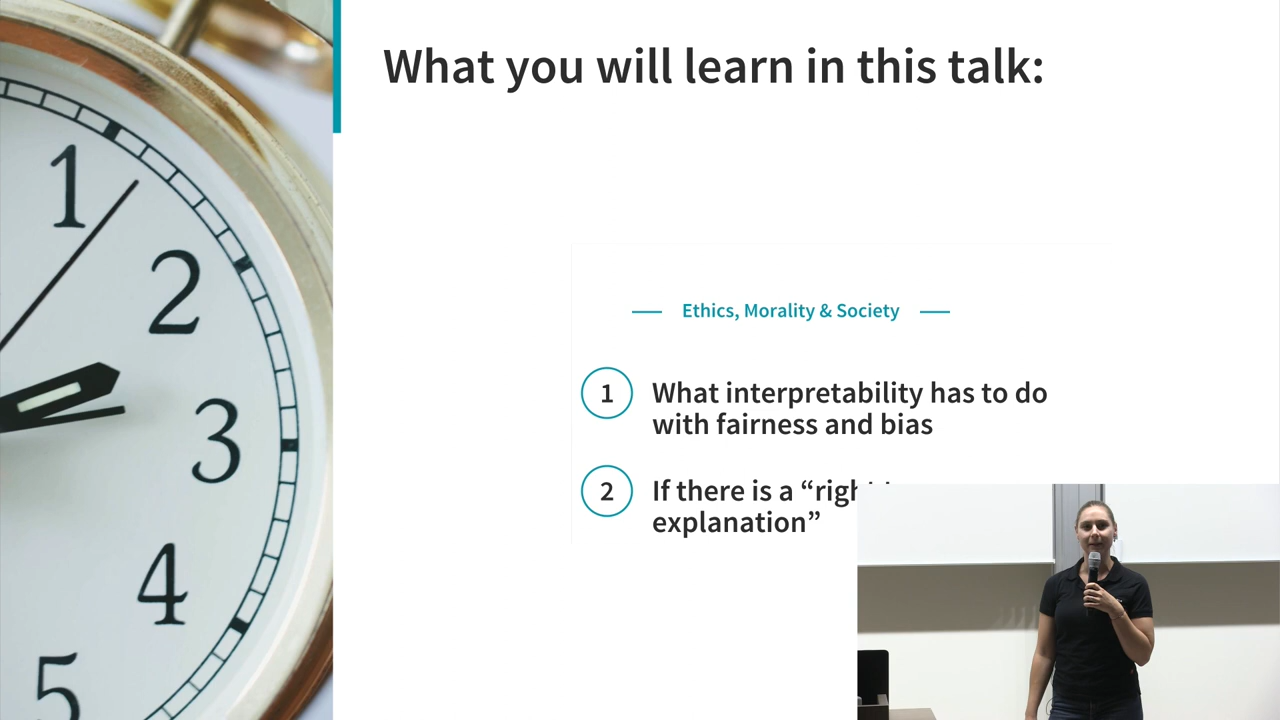 What you will learn in this talk:
Ethics, Morality & Society
1 What interpretability has to do
with fairness and bias
2 If there is a “right
explanation”
1
2
3
4
5